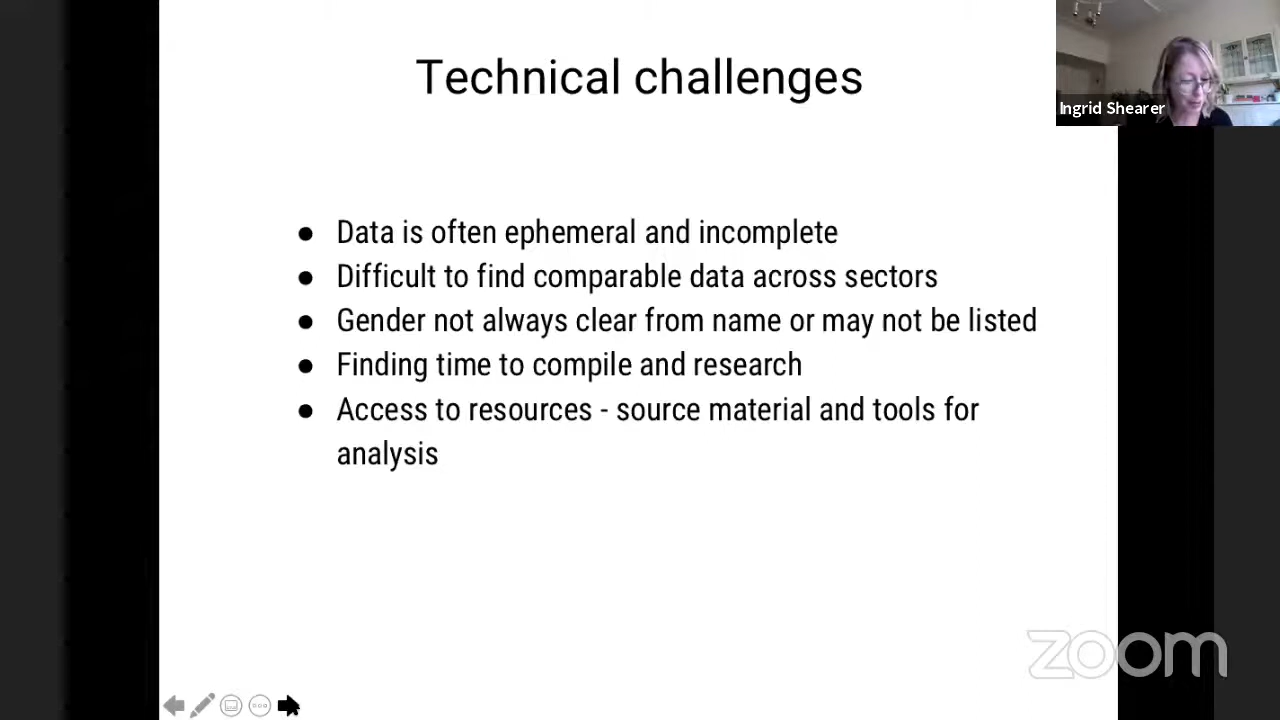 Technical challenges
Ingrid Shearer
● Data is often ephemeral and incomplete
● Difficult to find comparable data across sectors
● Gender not always clear from name or may not be listed
● Finding time to compile and research
● Access to resources - source material and tools for
analysis
zoom